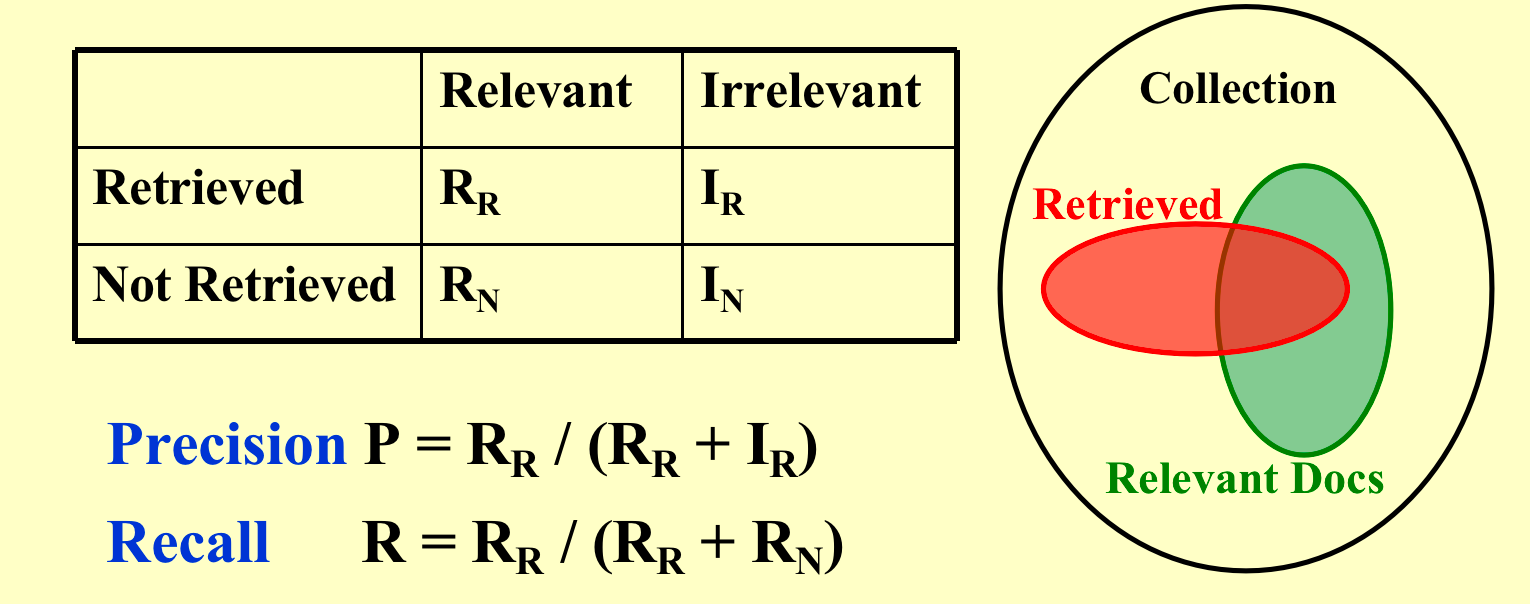 Relevant Irrelevant
Retrieved R_R I_R
Not Retrieved R_N I_N
Precision P = R_R / (R_R + I_R)
Recall R = R_R / (R_R + R_N)
Collection
Retrieved
Relevant Docs